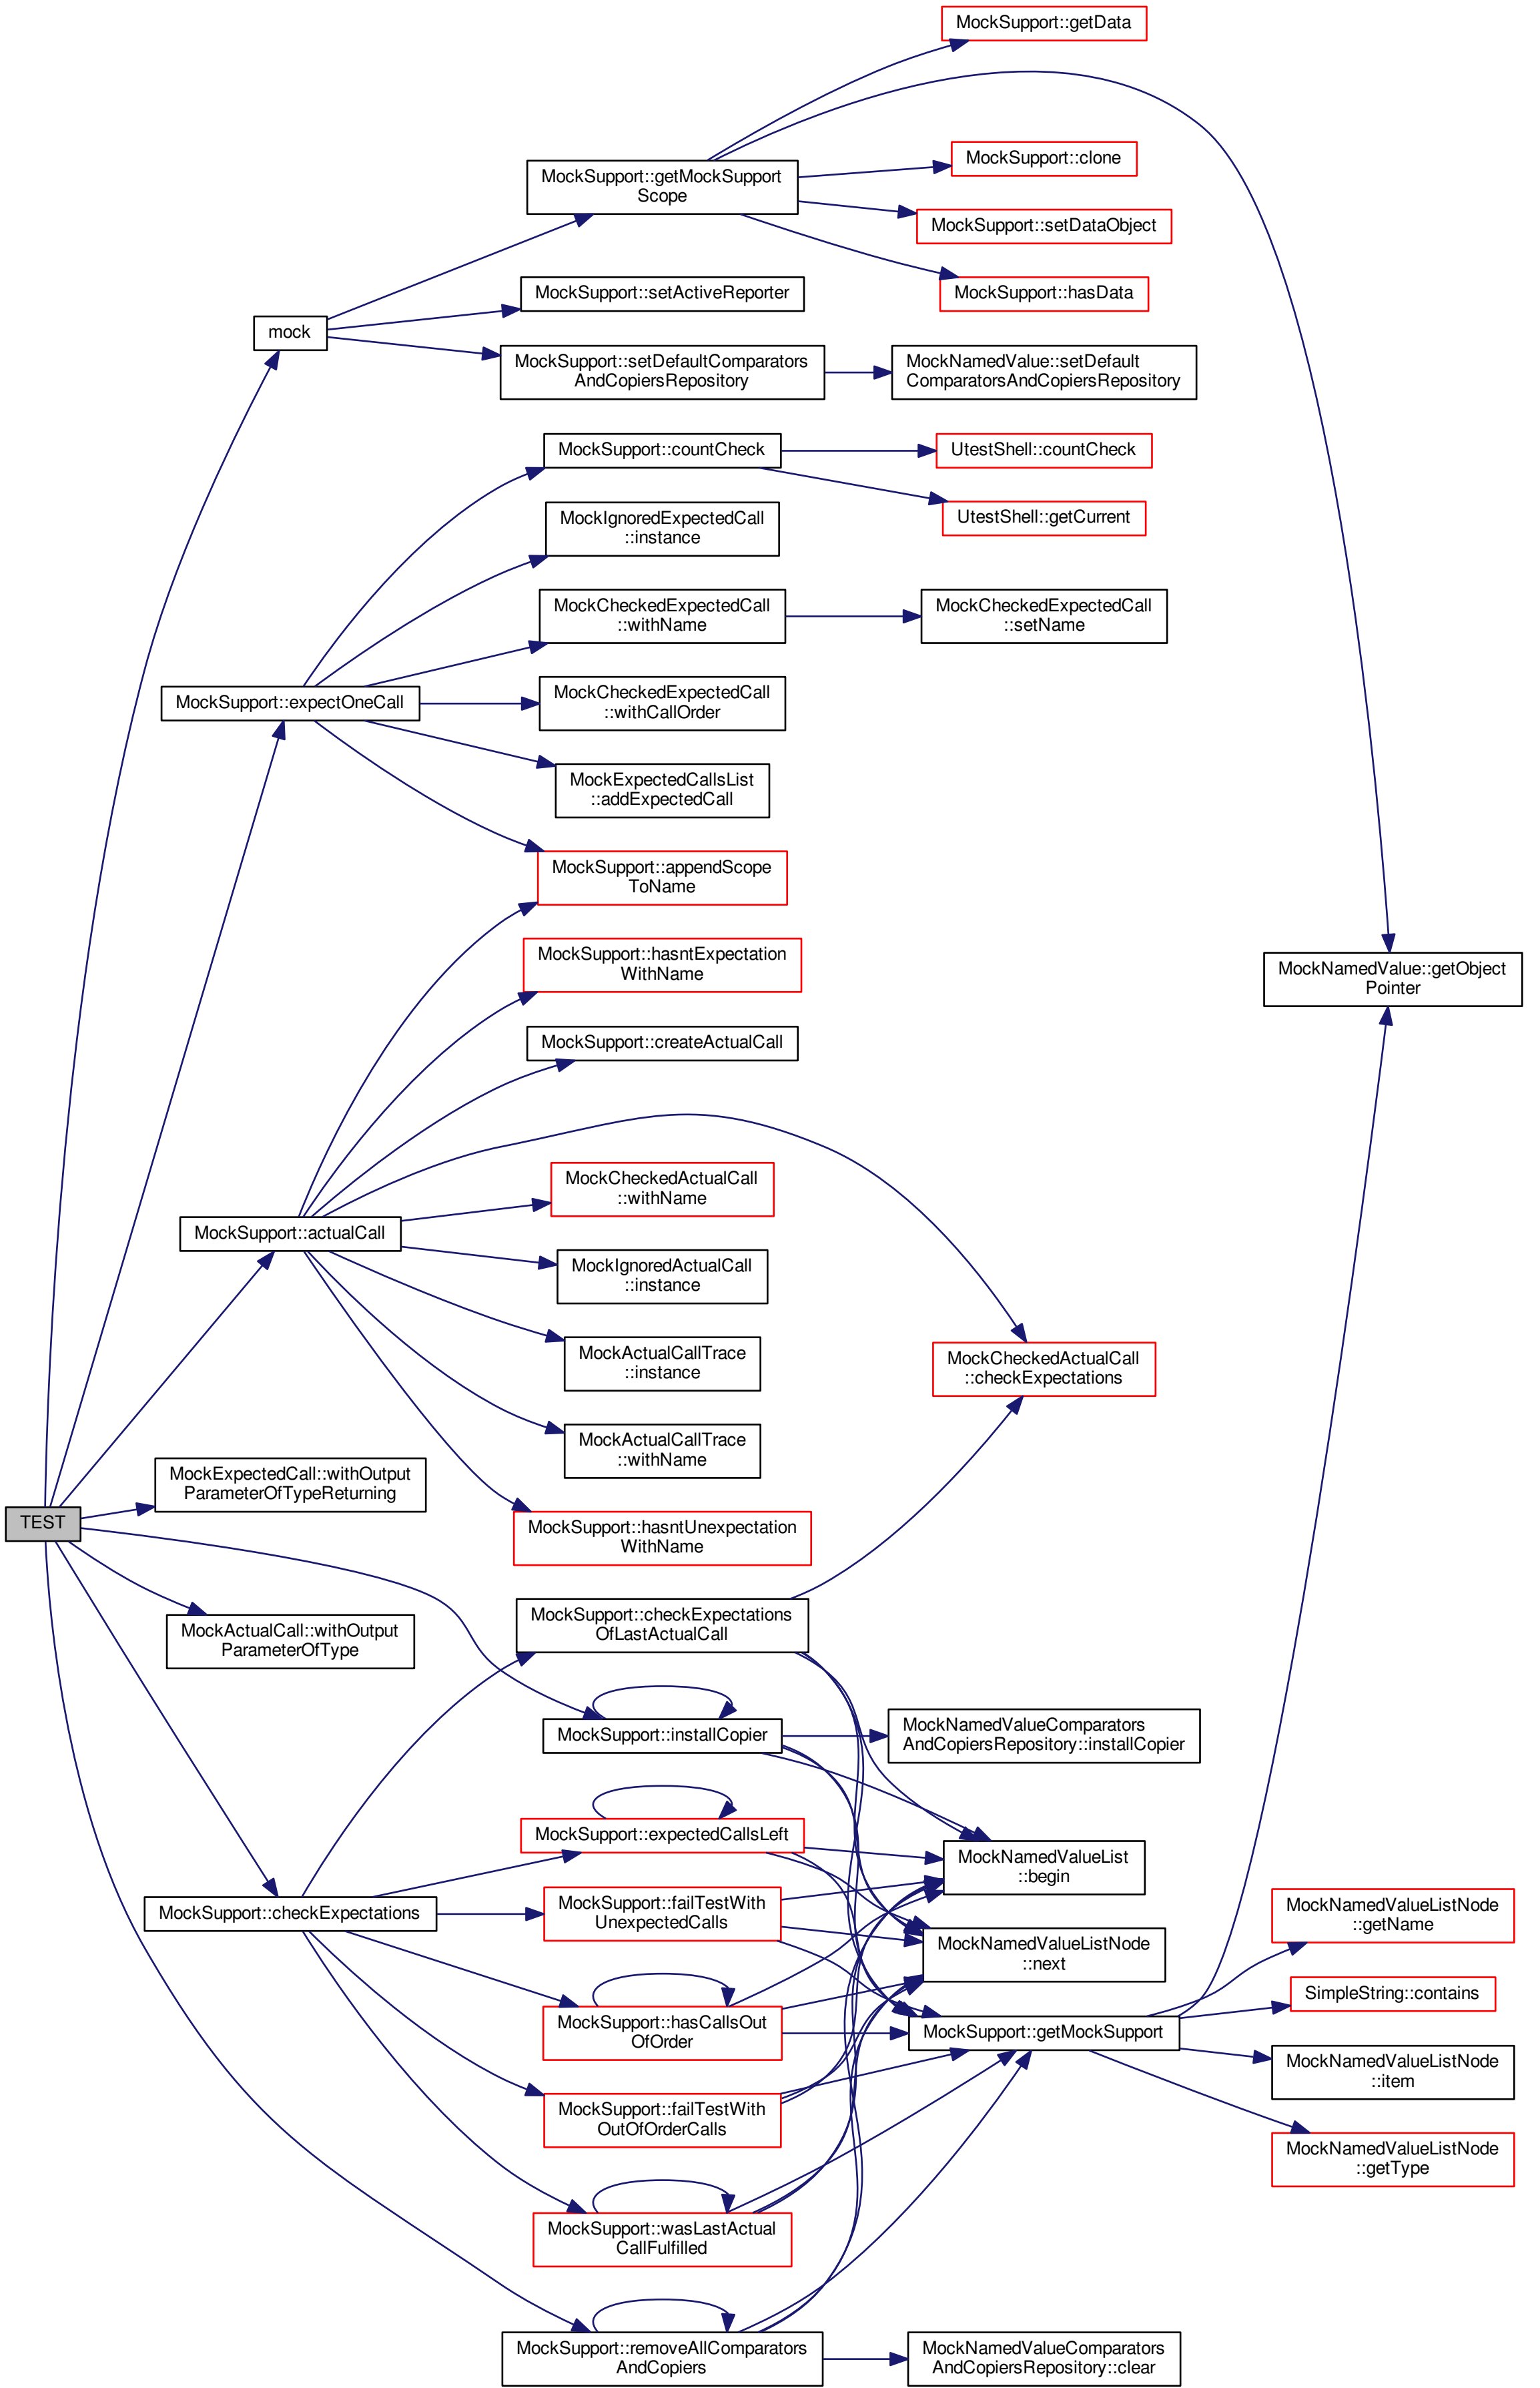 MockSupport::getData
MockSupport::getMockSupport
Scope
MockSupport::clone
MockSupport::setDataObject
MockSupport::hasData
mock
MockSupport::setActiveReporter
MockSupport::setDefaultComparators
AndCopiersRepository
MockNamedValue::setDefault
ComparatorsAndCopiersRepository
MockSupport::countCheck
UtestShell::countCheck
UtestShell::getCurrent
MockIgnoredExpectedCall
::instance
MockCheckedExpectedCall
::withName
MockCheckedExpectedCall
::setName
MockSupport::expectOneCall
MockCheckedExpectedCall
::withCallOrder
MockExpectedCallsList
::addExpectedCall
MockSupport::appendScope
ToName
MockSupport::hasntExpectation
WithName
MockNamedValue::getObject
Pointer
MockSupport::createActualCall
MockCheckedActualCall
::withName
MockSupport::actualCall
MockIgnoredActualCall
::instance
MockActualCallTrace
::instance
MockCheckedActualCall
::checkExpectations
MockActualCallTrace
::withName
MockExpectedCall::withOutput
ParameterOfTypeReturning
TEST
MockSupport::hasntUnexpectation
WithName
MockActualCall::withOutput
ParameterOfType
MockSupport::checkExpectations
OfLastActualCall
MockSupport::installCopier
MockNamedValueComparators
AndCopiersRepository::installCopier
MockSupport::expectedCallsLeft
MockNamedValueList
::begin
MockSupport::checkExpectations
MockSupport::failTestWith
UnexpectedCalls
MockNamedValueListNode
::getName
MockNamedValueListNode
::next
SimpleString::contains
MockSupport::hasCallsOut
OfOrder
MockSupport::getMockSupport
MockNamedValueListNode
::item
MockSupport::failTestWith
OutOfOrderCalls
MockNamedValueListNode
::getType
MockSupport::wasLastActual
CallFulfilled
MockSupport::removeAllComparators
AndCopiers
MockNamedValueComparators
AndCopiersRepository::clear